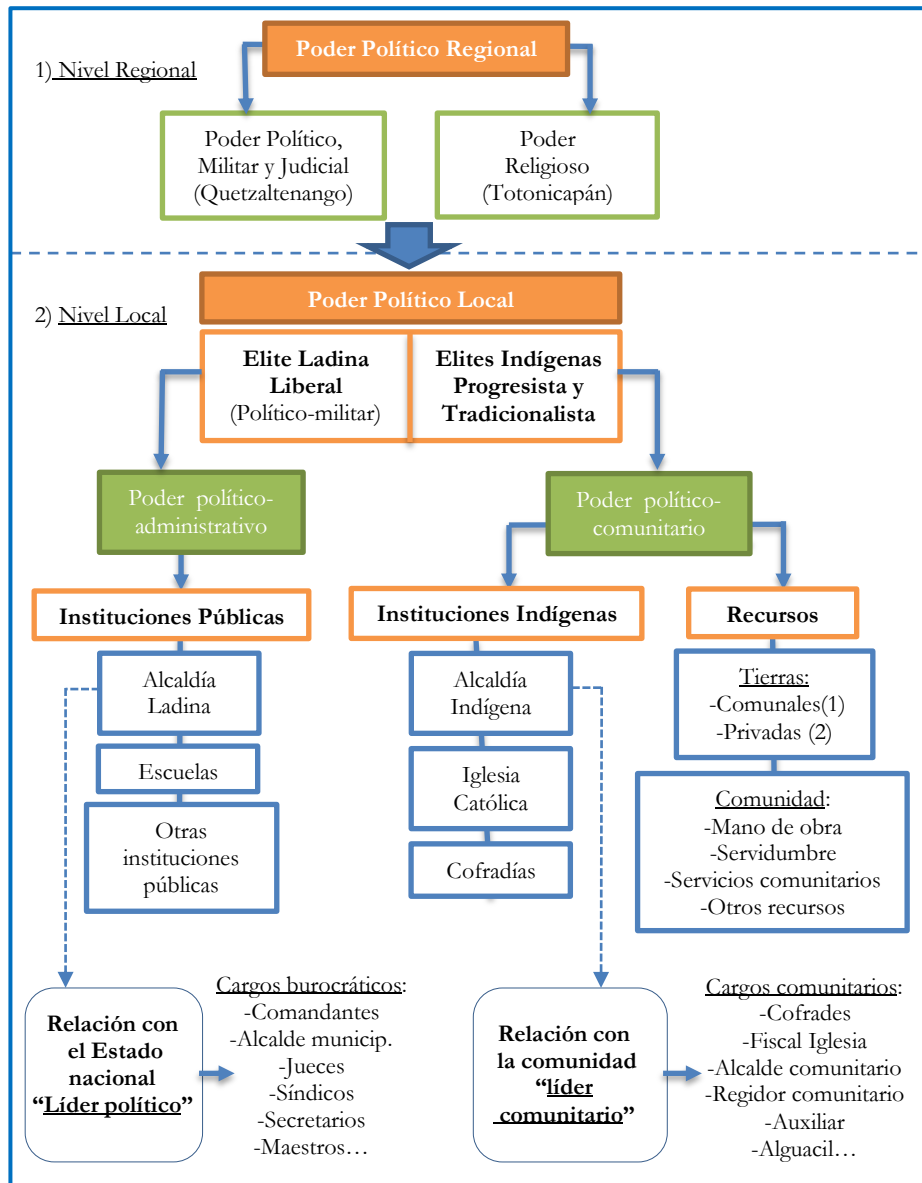 Poder Político Regional
1) Nivel Regional
Poder Político,
Militar y Judicial
(Quetzaltenango)
Poder
Religioso
(Totonicapán)
Poder Político Local
2) Nivel Local
Elite Ladina
Liberal
(Político-militar)
Elites Indígenas
Progresista y
Tradicionalista
Poder político-
administrativo
Poder político-
comunitario
Instituciones Públicas
Instituciones Indígenas
Recursos
Alcaldía
Ladina
Escuelas
Otras
instituciones
públicas
Alcaldía
Indígena
Iglesia
Católica
Cofradías
Tierras:
-Comunales(1)
-Privadas (2)
Comunidad:
-Mano de obra
-Servidumbre
-Servicios comunitarios
-Otros recursos
Relación con
el Estado
nacional
“Líder político”
Cargos burocráticos:
-Comandantes
-Alcalde municip.
-Jueces
-Síndicos
-Secretarios
-Maestros…
Relación con
la comunidad
“líder
comunitario”
Cargos comunitarios:
-Cofrades
-Fiscal Iglesia
-Alcalde comunitario
-Regidor comunitario
-Auxiliar
-Alguacil…